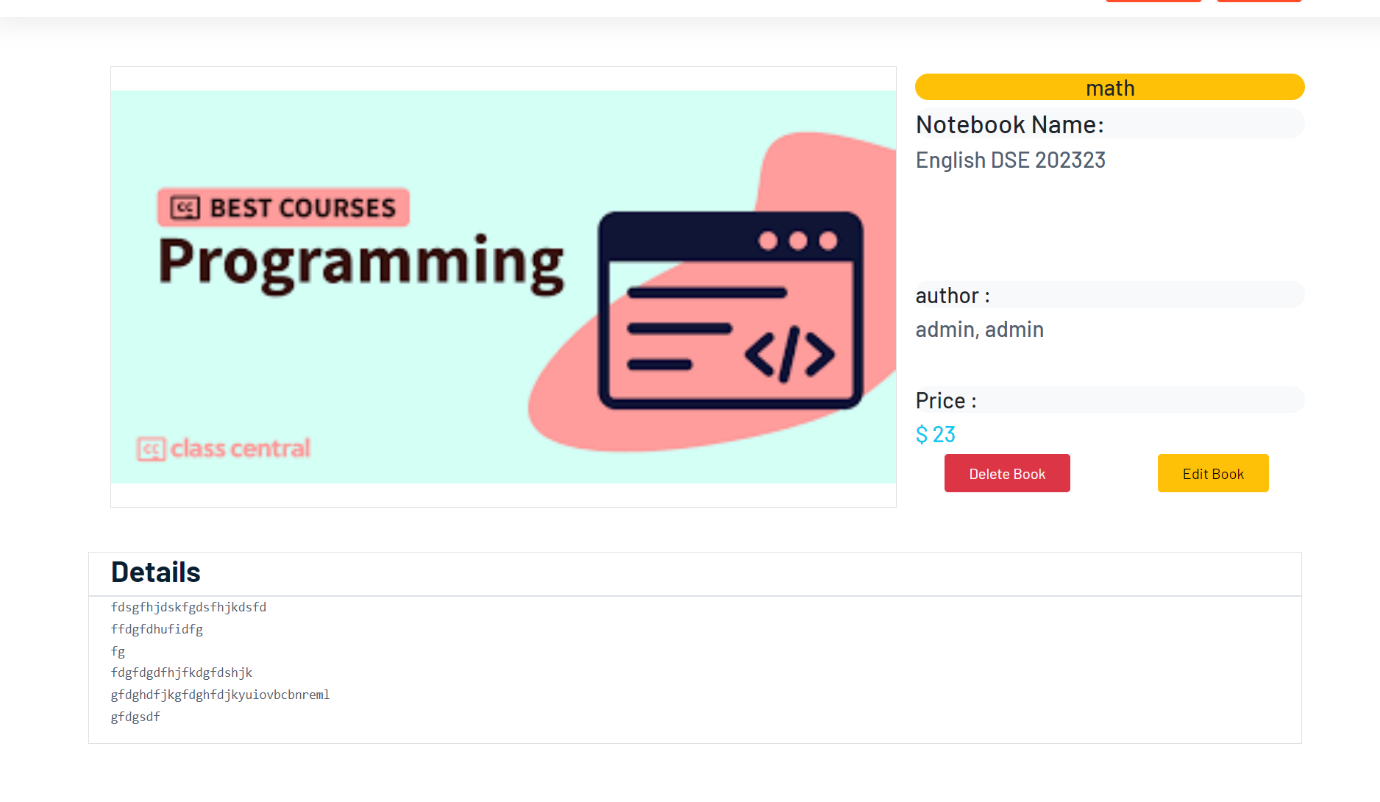 BEST COURSES
Programming
class central
math
Notebook Name:
English DSE 202323
author :
admin, admin
Price :
$ 23
Delete Book
Edit Book
Details
fdsgfhjdskfgdsfhjkdsfd
ffdgfdhufidfg
fg
fdgfdgdfhjfkdgfdshjk
gfdghdfjkgfdghfdjkyuiovbcbnreml
gfdgsdf